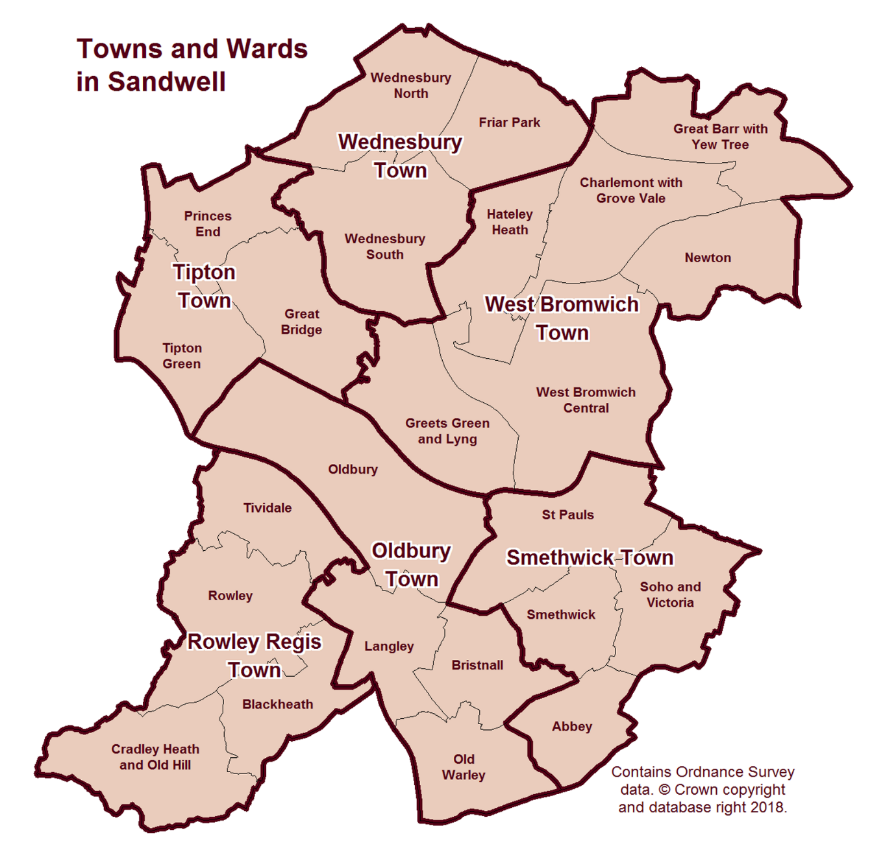 Towns and Wards
in Sandwell
Wednesbury
North
Friar Park
Wednesbury
Town
Great Barr with
Yew Tree
Charlemont with
Grove Vale
Princes
End
Hateley
Heath
Wednesbury
South
Newton
Tipton
Town
Great
Bridge
West Bromwich
Town
Tipton
Green
West Bromwich
Central
Greets Green
and Lyng
Oldbury
Tividale
St Pauls
Oldbury
Town
Smethwick Town
Rowley
Soho and
Victoria
Smethwick
Rowley Regis
Town
Langley
Bristnall
Blackheath
Abbey
Cradley Heath
and Old Hill
Old
Warley
Contains Ordnance Survey
data. © Crown copyright
and database right 2018.